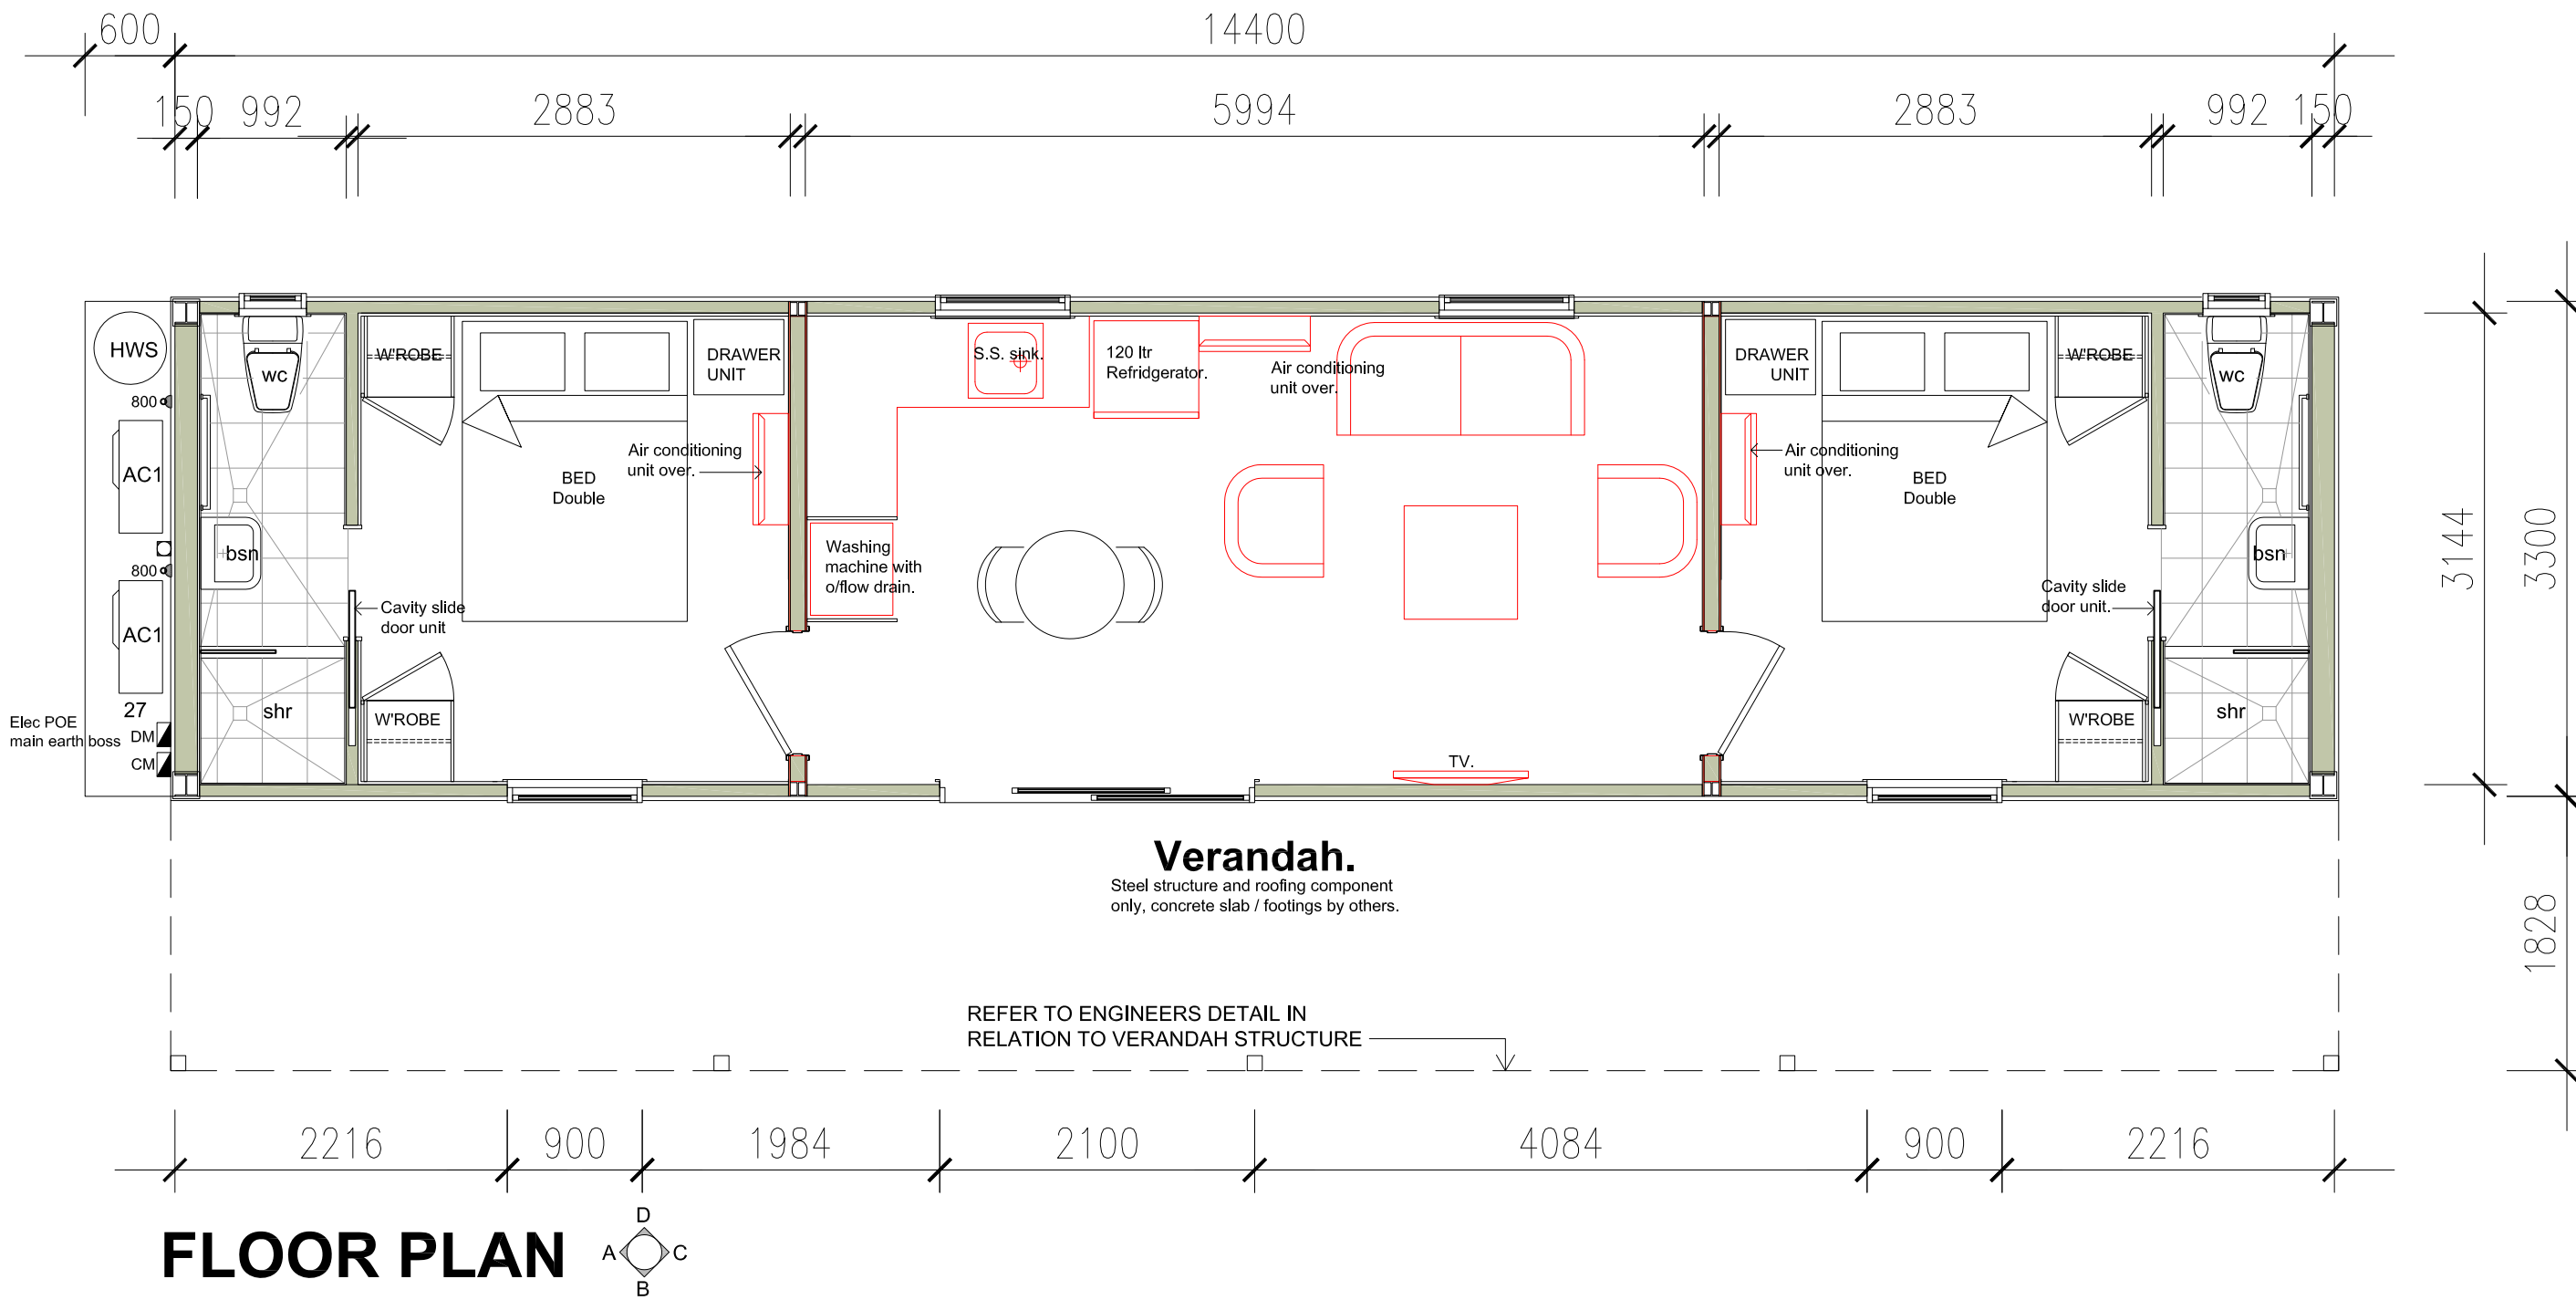 600
14400
150 992 2883 5994 2883 992 150
HWS
wc
W'ROBE
DRAWER
UNIT
S.S. sink.
120 ltr
Refridgerator.
Air conditioning
unit over.
DRAWER
UNIT
W'ROBE
wc
800
AC1
Air conditioning
unit over.
BED
Double
Air conditioning
unit over.
BED
Double
bsn
Washing
machine with
o/flow drain.
bsn
3144
3300
800
AC1
Cavity slide
door unit
Cavity slide
door unit.
27
Elec POE
main earth boss
DM
CM
shr
W'ROBE
TV.
W'ROBE
shr
Verandah.
Steel structure and roofing component
only, concrete slab / footings by others.
1828
REFER TO ENGINEERS DETAIL IN
RELATION TO VERANDAH STRUCTURE
2216 900 1984 2100 4084 900 2216
FLOOR PLAN
D
A C
B